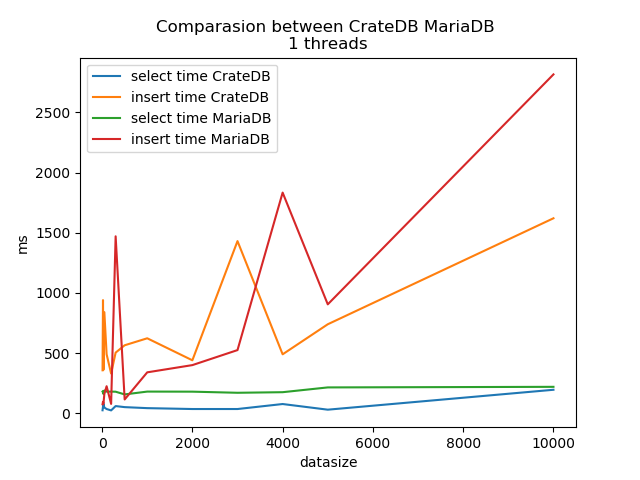 Comparasion between CrateDB MariaDB
1 threads
select time CrateDB
insert time CrateDB
select time MariaDB
insert time MariaDB
2500
2000
1500
1000
500
0
ms
0 2000 4000 6000 8000 10000
datasize